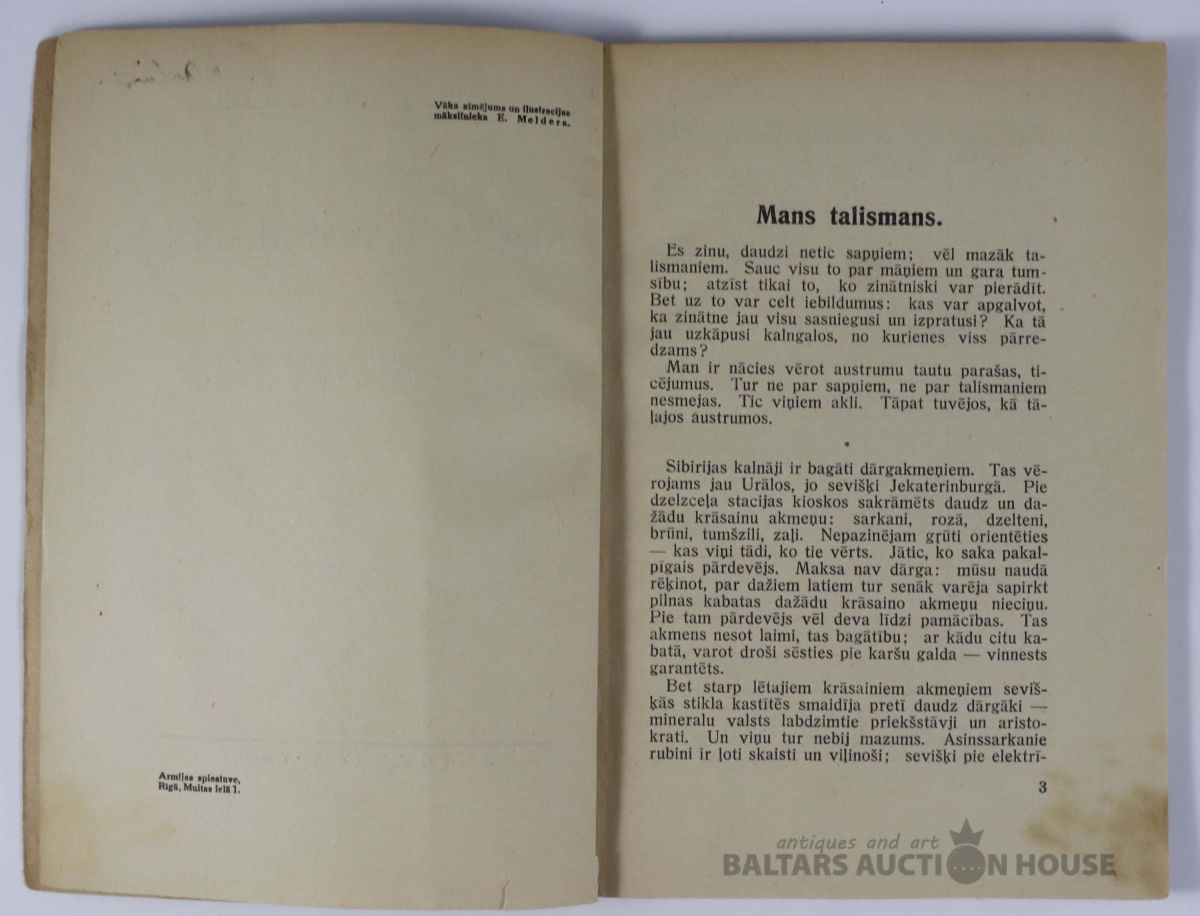 Vāka zīmējums un ilustracijas
mākslinieka E. Meldera.
Armijas spiestuve,
Rīgā, Muitas ielā 1.
Mans talismans.
Es zinu, daudzi netic sapņiem; vēl mazāk ta-
lismaniem. Sauc visu to par māņiem un gara tum-
sību; atzīst tikai to, ko zinātniski var pierādīt.
Bet uz to var celt iebildumus: kas var apgalvot,
ka zinātne jau visu sasniegusi un izpratusi? Ka tā
jau uzkāpusi kalngalos, no kurienes viss pārre-
dzams?
Man ir nācies vērot austrumu tautu parašas, ti-
cējumus. Tur ne par sapņiem, ne par talismaniem
nesmejas. Tic viņiem akli. Tāpat tuvējos, kā tā-
ļajos austrumos.
*
Sibirijas kalnāji ir bagāti dārgakmeņiem. Tas vē-
rojams jau Urālos, jo sevišķi Jekaterinburgā. Pie
dzelzceļa stacijas kioskos sakrāmēts daudz un da-
žādu krāsainu akmeņu: sarkani, rozā, dzelteni,
brūni, tumšzili, zaļi. Nepazinējam grūti orientēties
— kas viņi tādi, ko tie vērts. Jātic, ko saka pakal-
pīgais pārdevējs. Maksa nav dārga: mūsu naudā
rēķinot, par dažiem latiem tur senāk varēja sapirkt
pilnas kabatas dažādu krāsaino akmeņu nieciņu.
Pie tam pārdevējs vēl deva līdzi pamācības. Tas
akmens nesot laimi, tas bagātību; ar kādu citu ka-
batā, varot droši sēsties pie karšu galda — vinnests
garantēts.
Bet starp lētajiem krāsainiem akmeņiem seviš-
ķās stikla kastītēs smaidīja pretī daudz dārgāki —
mineralu valsts labdzimtie priekšstāvji un aristo-
krati. Un viņu tur nebij mazums. Asinssarkanie
rubini ir ļoti skaisti un viļinoši; sevišķi pie elektrī-
3
antiques and art
BALTARS AUCTION HOUSE